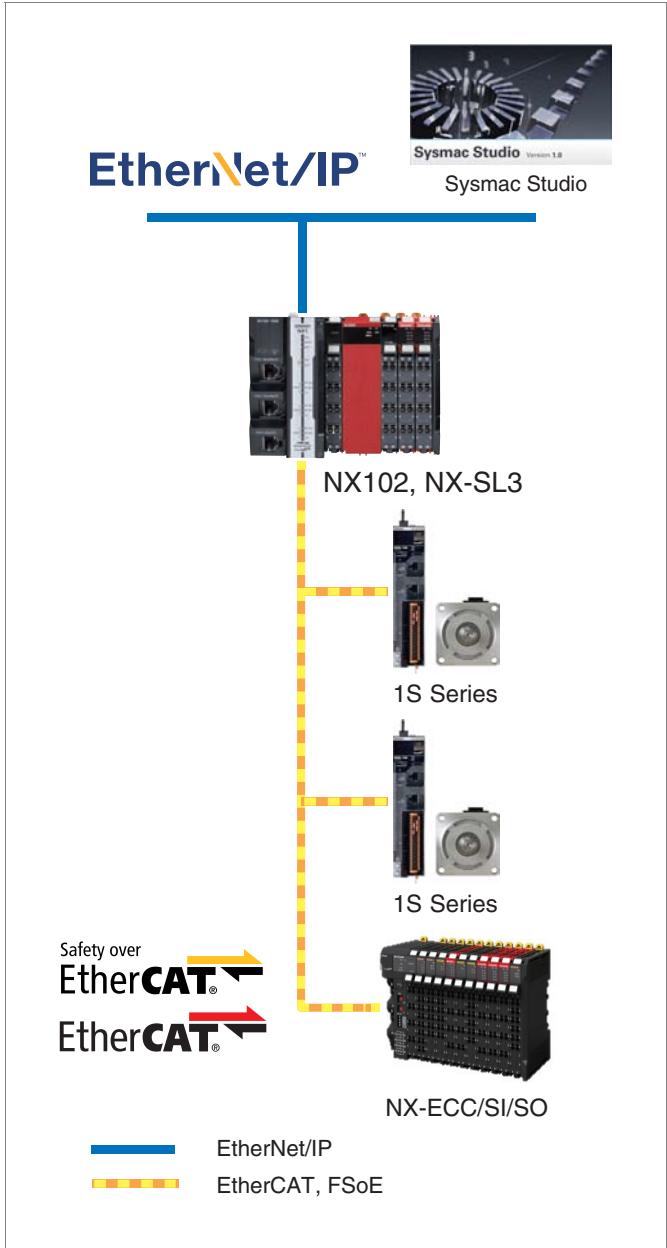 Sysmac Studio Version 1.0
EtherNet/IP™
Sysmac Studio
NX102, NX-SL3
1S Series
1S Series
Safety over
EtherCAT®
EtherCAT®
NX-ECC/SI/SO
EtherNet/IP
EtherCAT, FSoE